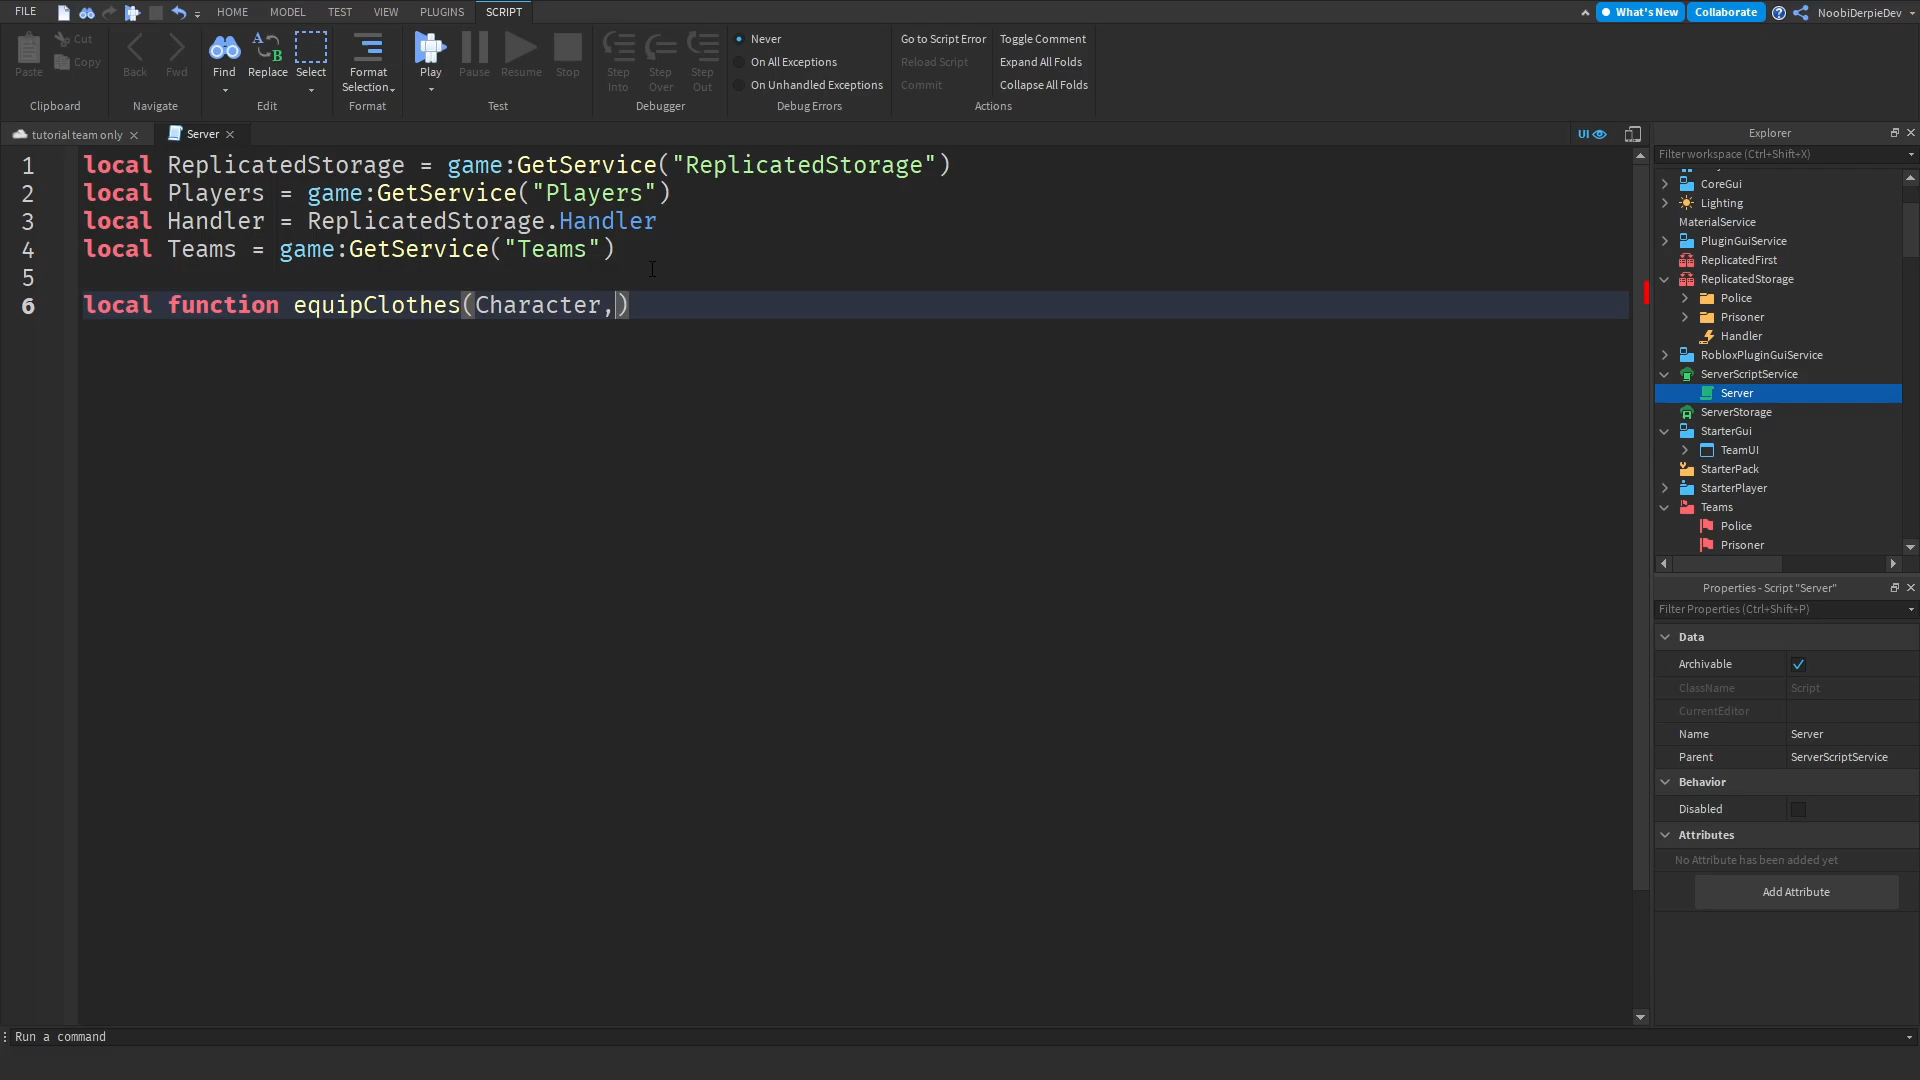 FILE HOME MODEL TEST VIEW PLUGINS SCRIPT What's New Collaborate NoobiDerpieDev
Paste
Cut
Copy
Clipboard
Back Fwd
Navigate
Find Replace Select
Edit
Format
Selection
Format
Play Pause Resume Stop
Test
Step Into Step Over Step Out
Debugger
Never
On All Exceptions
On Unhandled Exceptions
Debug Errors
Go to Script Error Toggle Comment
Reload Script Expand All Folds
Commit Collapse All Folds
Actions
tutorial team only Server UI
1 local ReplicatedStorage = game:GetService("ReplicatedStorage")
2 local Players = game:GetService("Players")
3 local Handler = ReplicatedStorage.Handler
4 local Teams = game:GetService("Teams")
5
6 local function equipClothes(Character,)
Explorer
Filter workspace (Ctrl+Shift+X)
CoreGui
Lighting
MaterialService
PluginGuiService
ReplicatedFirst
ReplicatedStorage
Police
Prisoner
Handler
RobloxPluginGuiService
ServerScriptService
Server
ServerStorage
StarterGui
TeamUI
StarterPack
StarterPlayer
Teams
Police
Prisoner
Properties - Script "Server"
Filter Properties (Ctrl+Shift+P)
Data
Archivable
ClassName Script
CurrentEditor
Name Server
Parent ServerScriptService
Behavior
Disabled
Attributes
No Attribute has been added yet
Add Attribute
Run a command